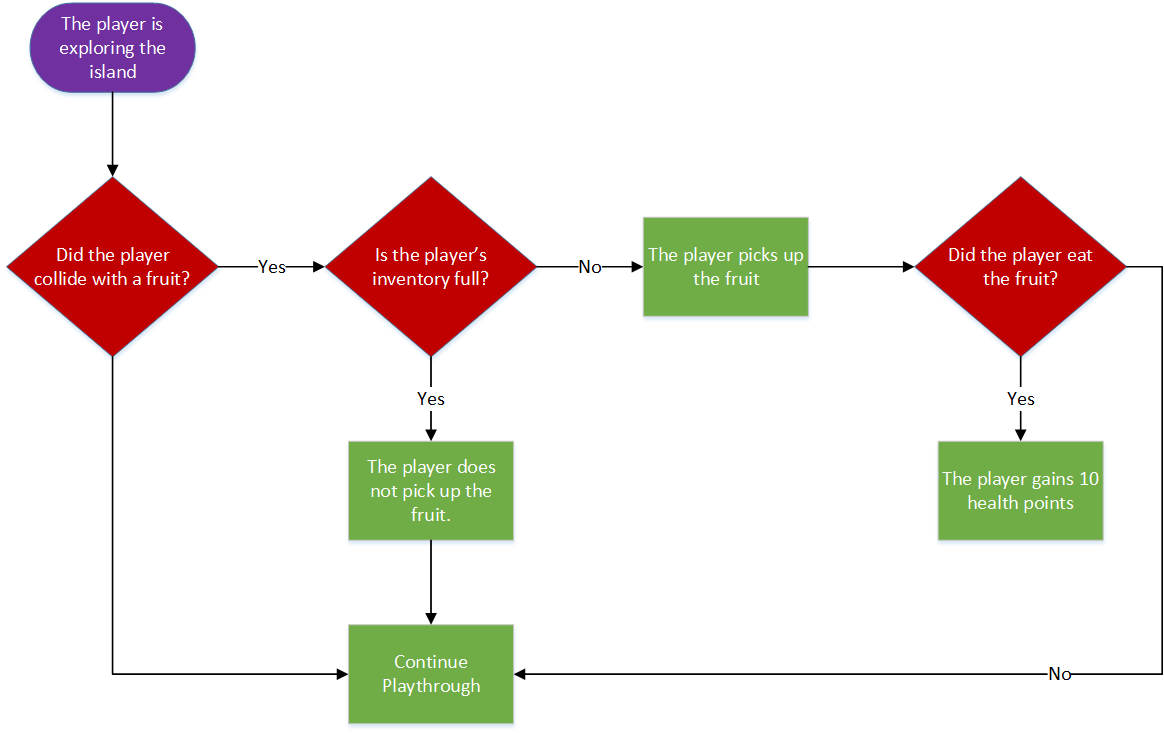 The player is
exploring the
island
Did the player
collide with a fruit?
Yes
Is the player’s
inventory full?
No
The player picks up
the fruit
Did the player eat
the fruit?
Yes
Yes
The player does
not pick up the
fruit.
The player gains 10
health points
Continue
Playthrough
No